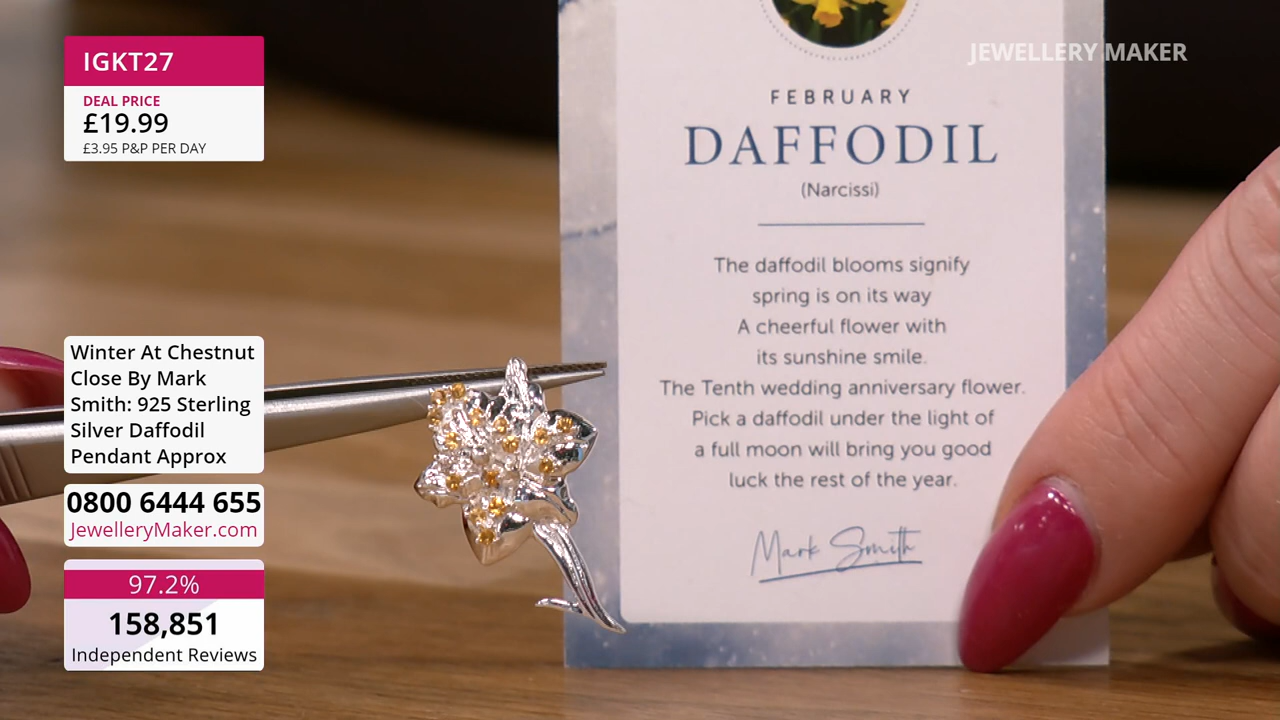 IGKT27
DEAL PRICE
£19.99
£3.95 P&P PER DAY
JEWELLERY MAKER
FEBRUARY
DAFFODIL
(Narcissi)
The daffodil blooms signify
spring is on its way
A cheerful flower with
its sunshine smile.
The Tenth wedding anniversary flower.
Pick a daffodil under the light of
a full moon will bring you good
luck the rest of the year.
Mark Smith
Winter At Chestnut
Close By Mark
Smith: 925 Sterling
Silver Daffodil
Pendant Approx
0800 6444 655
JewelleryMaker.com
97.2%
158,851
Independent Reviews